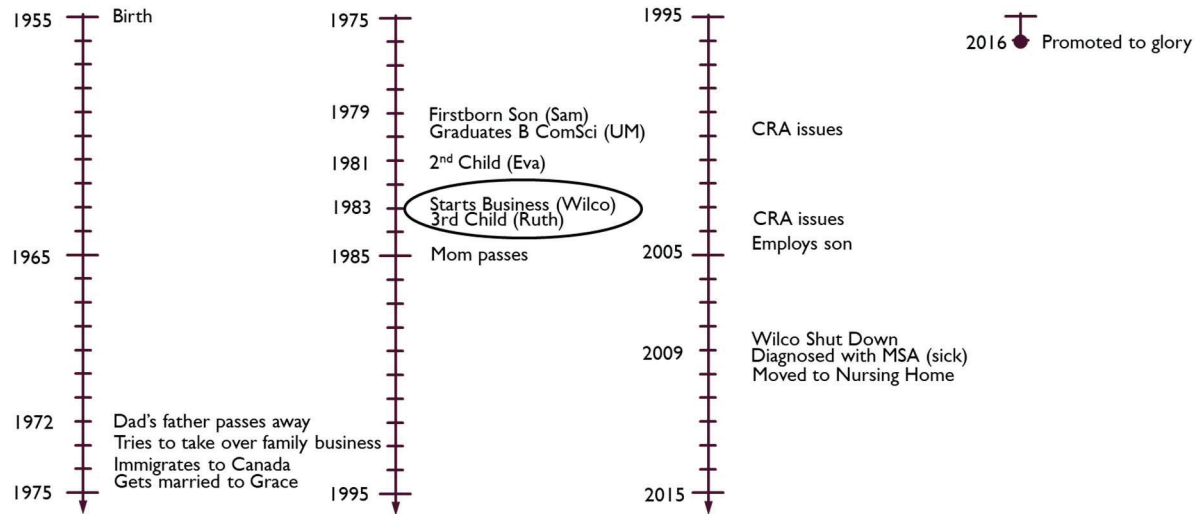 1955 Birth
1965
1972 Dad's father passes away
Tries to take over family business
Immigrates to Canada
Gets married to Grace
1975
1975
1979 Firstborn Son (Sam)
Graduates B ComSci (UM)
1981 2nd Child (Eva)
1983 Starts Business (Wilco)
3rd Child (Ruth)
1985 Mom passes
1995
1995
CRA issues
CRA issues
Employs son
2005
Wilco Shut Down
2009 Diagnosed with MSA (sick)
Moved to Nursing Home
2015
2016 Promoted to glory